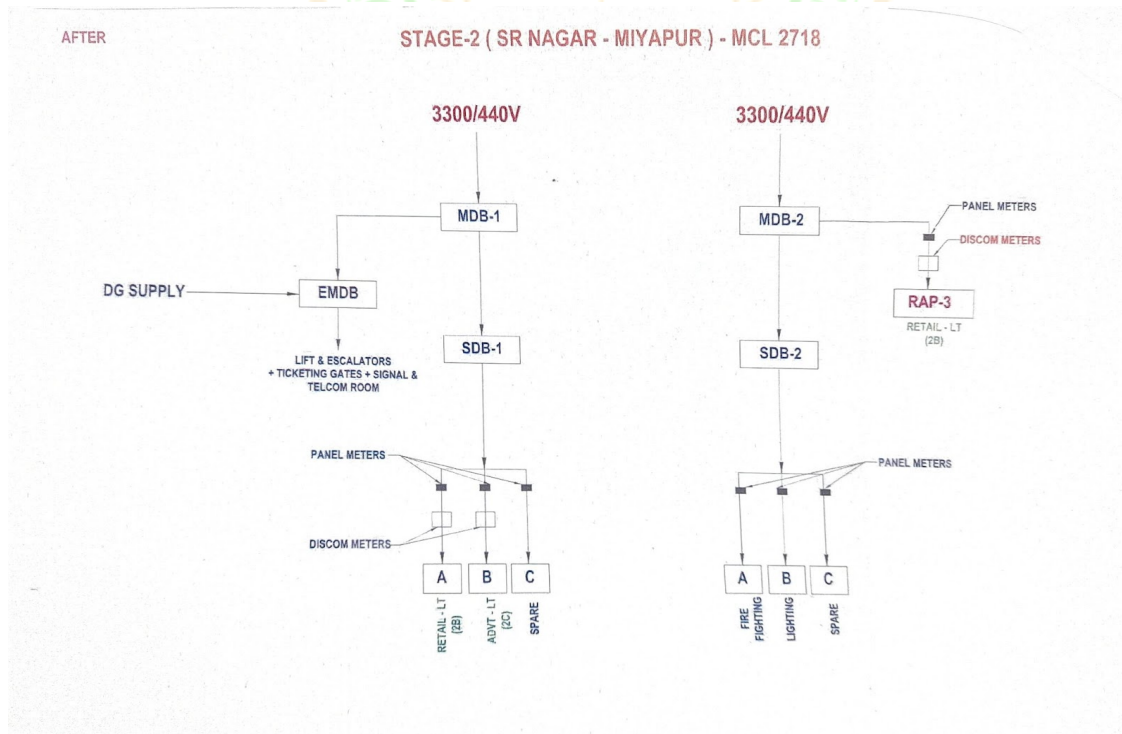 AFTER
STAGE-2 ( SR NAGAR - MIYAPUR ) - MCL 2718
3300/440V
3300/440V
MDB-1
MDB-2
PANEL METERS
DISCOM METERS
DG SUPPLY
EMDB
RAP-3
RETAIL - LT
(2B)
LIFT & ESCALATORS
+ TICKETING GATES + SIGNAL &
TELCOM ROOM
SDB-1
SDB-2
PANEL METERS
PANEL METERS
DISCOM METERS
A
B
C
RETAIL - LT
(2B)
ADVT - LT
(2C)
SPARE
A
B
C
FIRE
FIGHTING
LIGHTING
SPARE